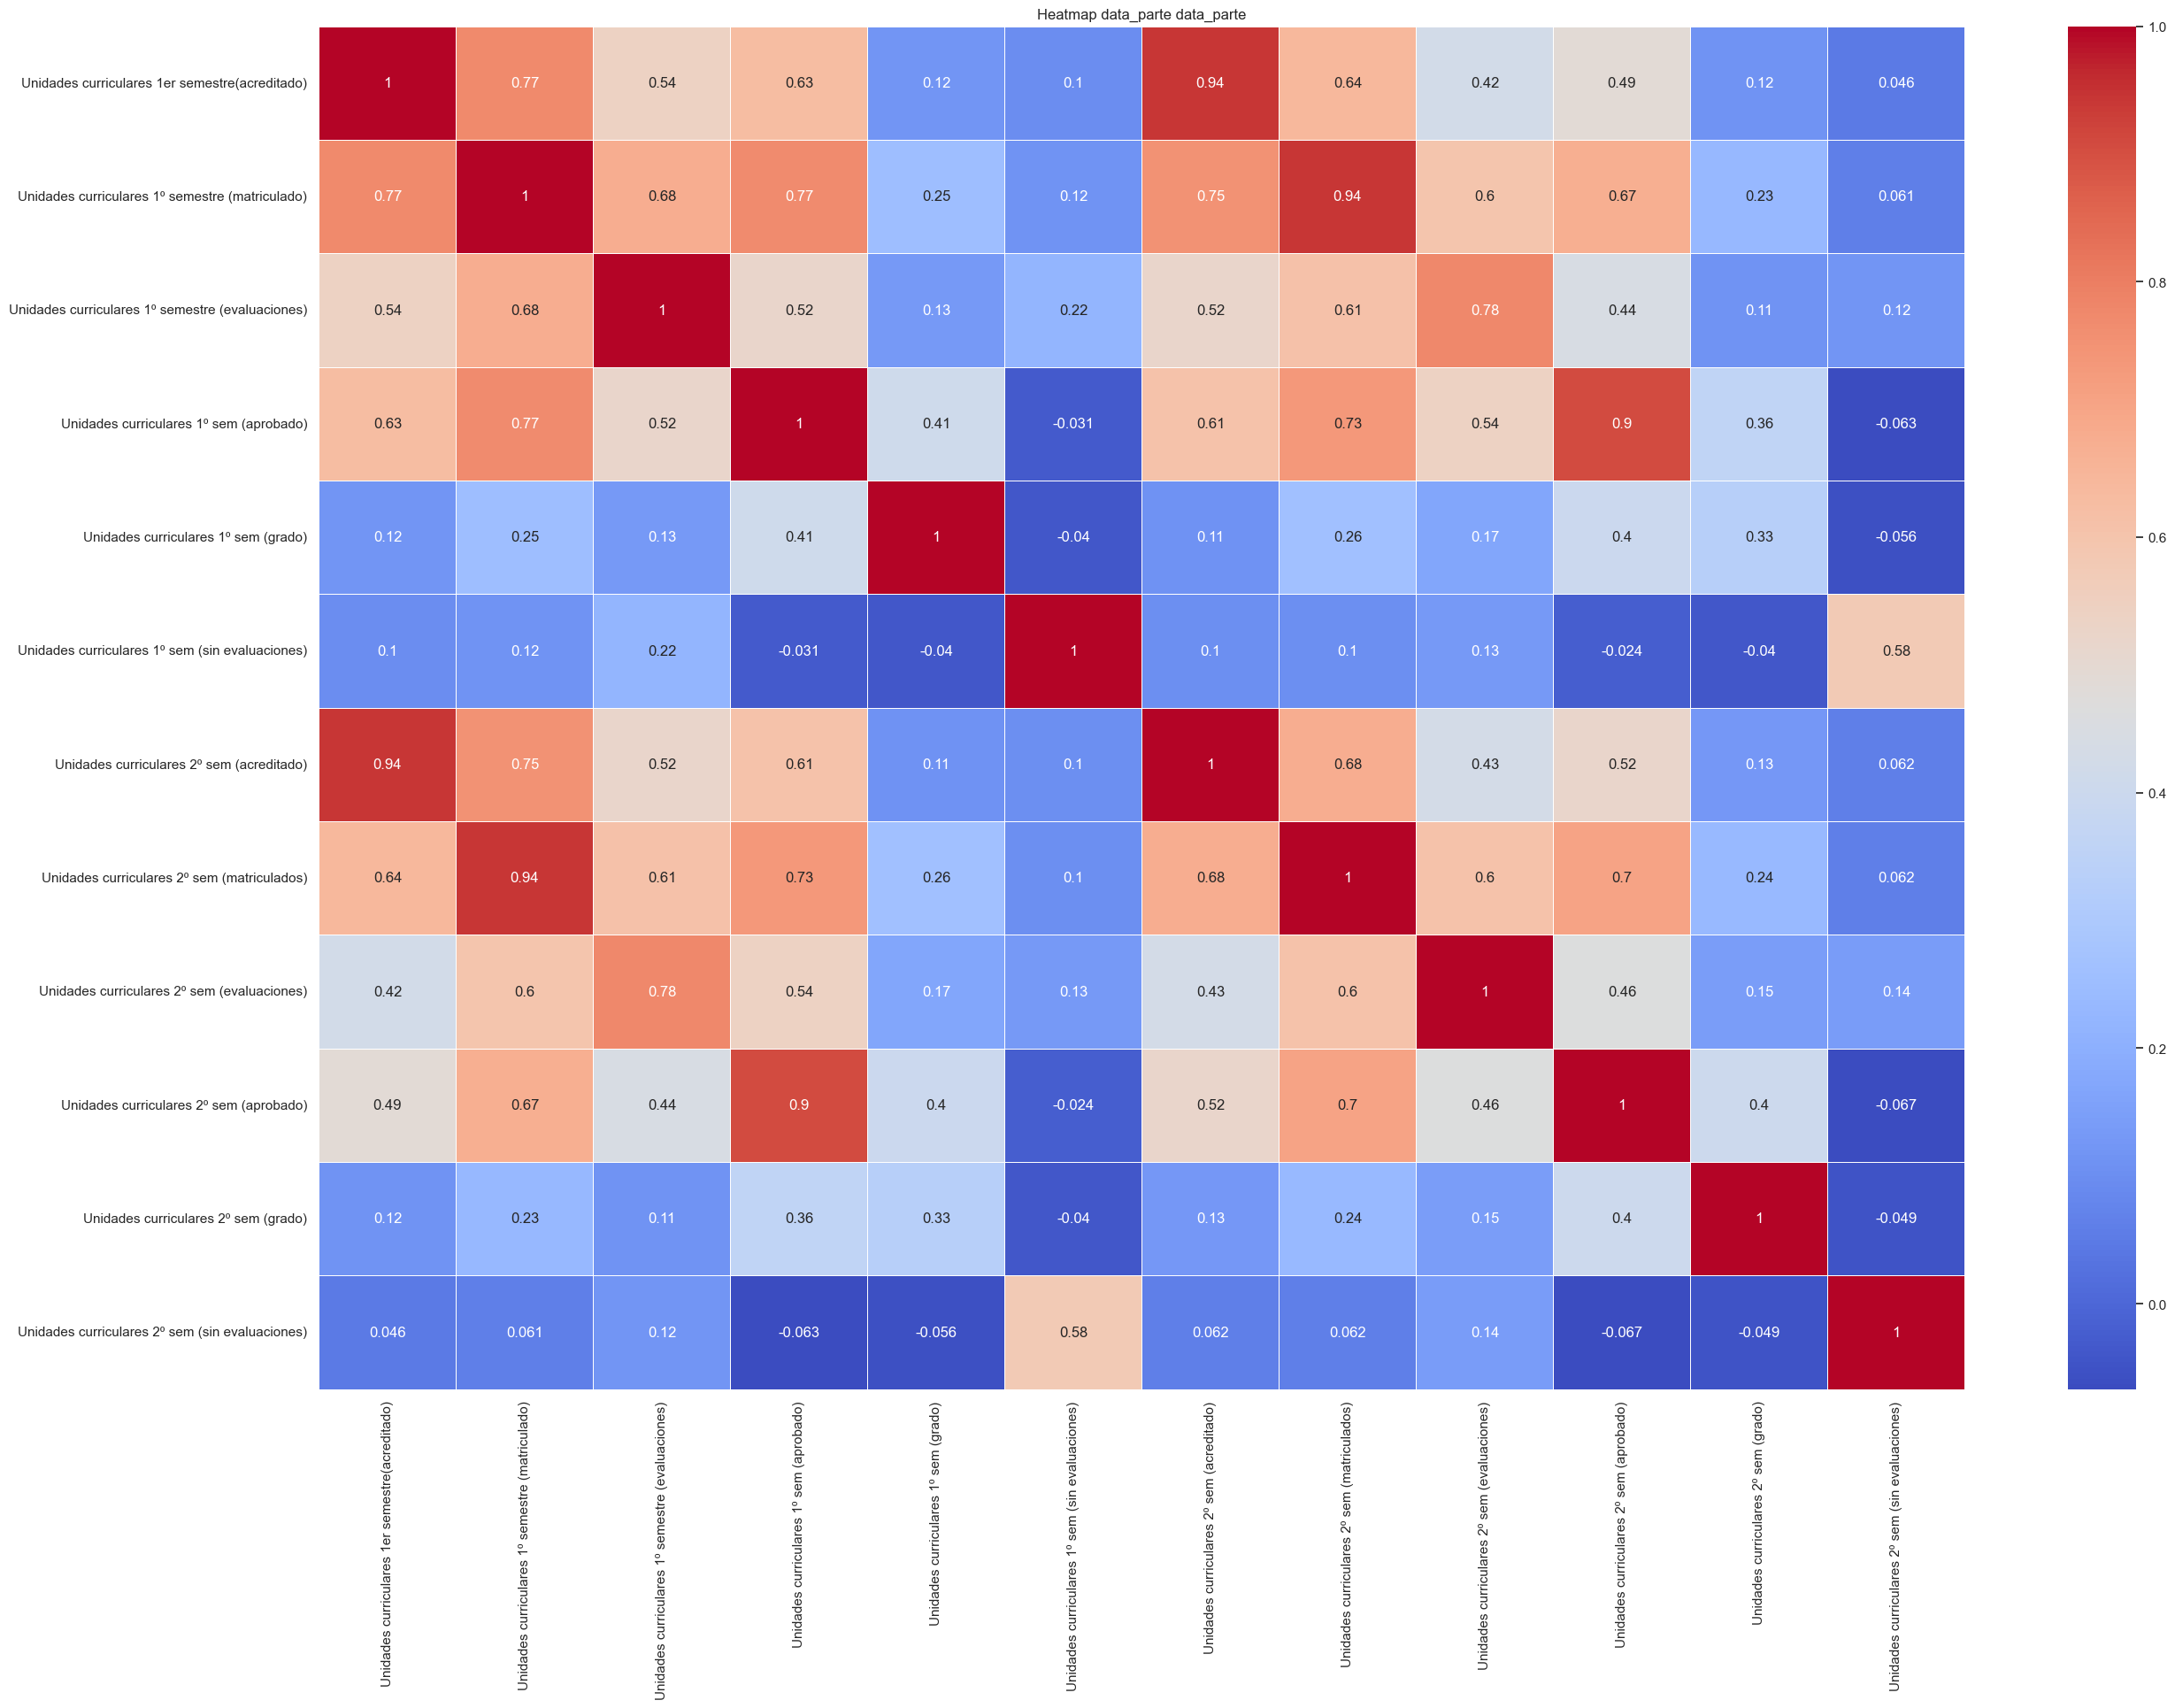 Heatmap data_parte data_parte
Unidades curriculares 1er semestre(acreditado) 1 0.77 0.54 0.63 0.12 0.1 0.94 0.64 0.42 0.49 0.12 0.046
Unidades curriculares 1º semestre (matriculado) 0.77 1 0.68 0.77 0.25 0.12 0.75 0.94 0.6 0.67 0.23 0.061
Unidades curriculares 1º semestre (evaluaciones) 0.54 0.68 1 0.52 0.13 0.22 0.52 0.61 0.78 0.44 0.11 0.12
Unidades curriculares 1º sem (aprobado) 0.63 0.77 0.52 1 0.41 -0.031 0.61 0.73 0.54 0.9 0.36 -0.063
Unidades curriculares 1º sem (grado) 0.12 0.25 0.13 0.41 1 -0.04 0.11 0.26 0.17 0.4 0.33 -0.056
Unidades curriculares 1º sem (sin evaluaciones) 0.1 0.12 0.22 -0.031 -0.04 1 0.1 0.1 0.13 -0.024 -0.04 0.58
Unidades curriculares 2º sem (acreditado) 0.94 0.75 0.52 0.61 0.11 0.1 1 0.68 0.43 0.52 0.13 0.062
Unidades curriculares 2º sem (matriculados) 0.64 0.94 0.61 0.73 0.26 0.1 0.68 1 0.6 0.7 0.24 0.062
Unidades curriculares 2º sem (evaluaciones) 0.42 0.6 0.78 0.54 0.17 0.13 0.43 0.6 1 0.46 0.15 0.14
Unidades curriculares 2º sem (aprobado) 0.49 0.67 0.44 0.9 0.4 -0.024 0.52 0.7 0.46 1 0.4 -0.067
Unidades curriculares 2º sem (grado) 0.12 0.23 0.11 0.36 0.33 -0.04 0.13 0.24 0.15 0.4 1 -0.049
Unidades curriculares 2º sem (sin evaluaciones) 0.046 0.061 0.12 -0.063 -0.056 0.58 0.062 0.062 0.14 -0.067 -0.049 1
Unidades curriculares 1er semestre(acreditado)
Unidades curriculares 1º semestre (matriculado)
Unidades curriculares 1º semestre (evaluaciones)
Unidades curriculares 1º sem (aprobado)
Unidades curriculares 1º sem (grado)
Unidades curriculares 1º sem (sin evaluaciones)
Unidades curriculares 2º sem (acreditado)
Unidades curriculares 2º sem (matriculados)
Unidades curriculares 2º sem (evaluaciones)
Unidades curriculares 2º sem (aprobado)
Unidades curriculares 2º sem (grado)
Unidades curriculares 2º sem (sin evaluaciones)
1.0
0.8
0.6
0.4
0.2
0.0